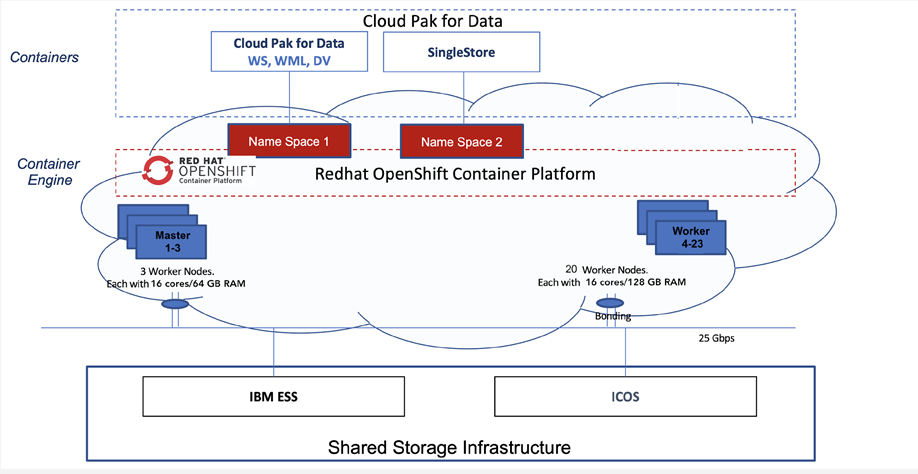 Cloud Pak for Data
Containers
Cloud Pak for Data
WS, WML, DV
SingleStore
Name Space 1
Name Space 2
Container
Engine
RED HAT
OPENSHIFT
Container Platform
Redhat OpenShift Container Platform
Master
1-3
Worker
4-23
3 Worker Nodes.
Each with 16 cores/64 GB RAM
20 Worker Nodes.
Each with 16 cores/128 GB RAM
Bonding
25 Gbps
IBM ESS
ICOS
Shared Storage Infrastructure